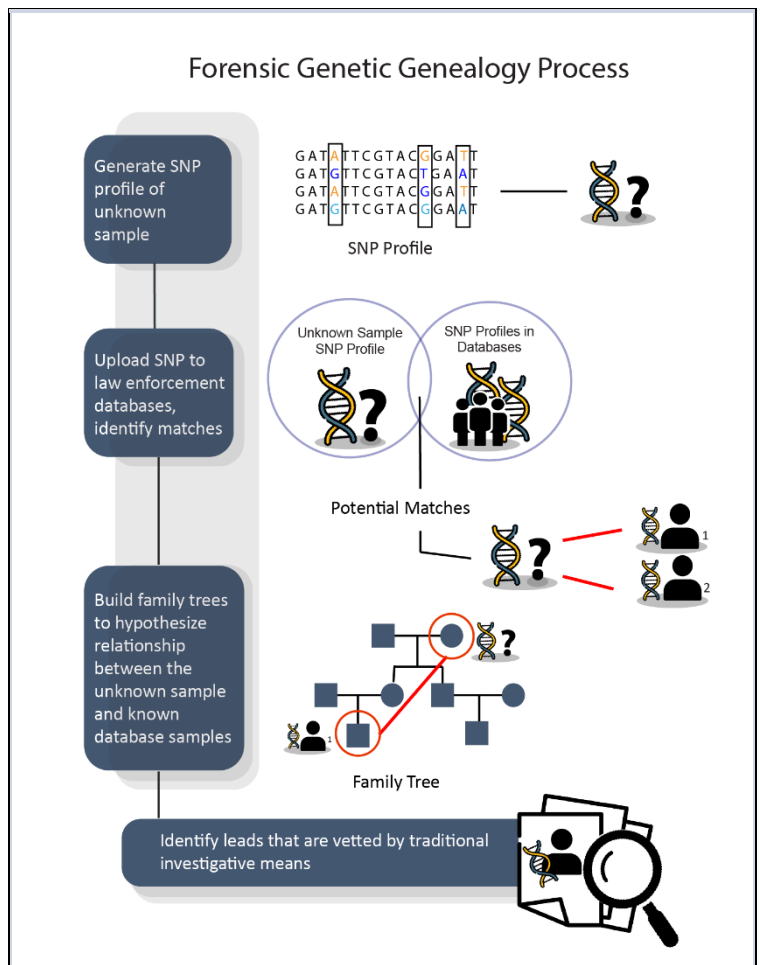 Forensic Genetic Genealogy Process
Generate SNP
profile of
unknown
sample
GATATTCGTACGGATT
GATGTTCGTACTGAAT
GATATTCGTACGGATT
GATGTTCGTACGGAAT
?
SNP Profile
Upload SNP to
law enforcement
databases,
identify matches
Unknown Sample
SNP Profile
?
SNP Profiles in
Databases
Potential Matches
?
1
2
Build family trees
to hypothesize
relationship
between the
unknown sample
and known
database samples
?
1
Family Tree
Identify leads that are vetted by traditional
investigative means